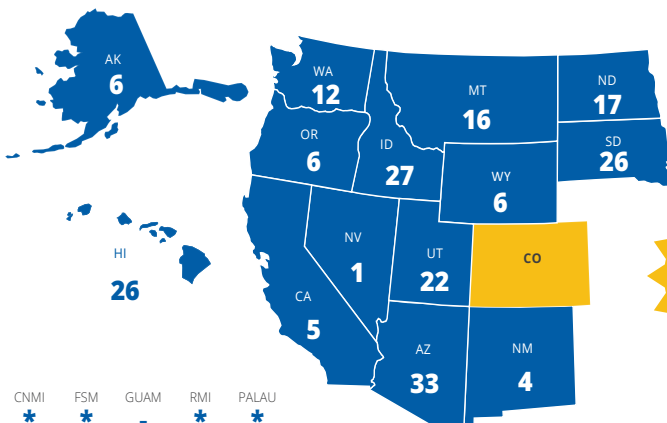 AK
6
WA
12
MT
16
ND
17
OR
6
ID
27
SD
26
WY
6
HI
26
NV
1
UT
22
CO
CA
5
AZ
33
NM
4
CNMI FSM GUAM RMI PALAU
* * - * *